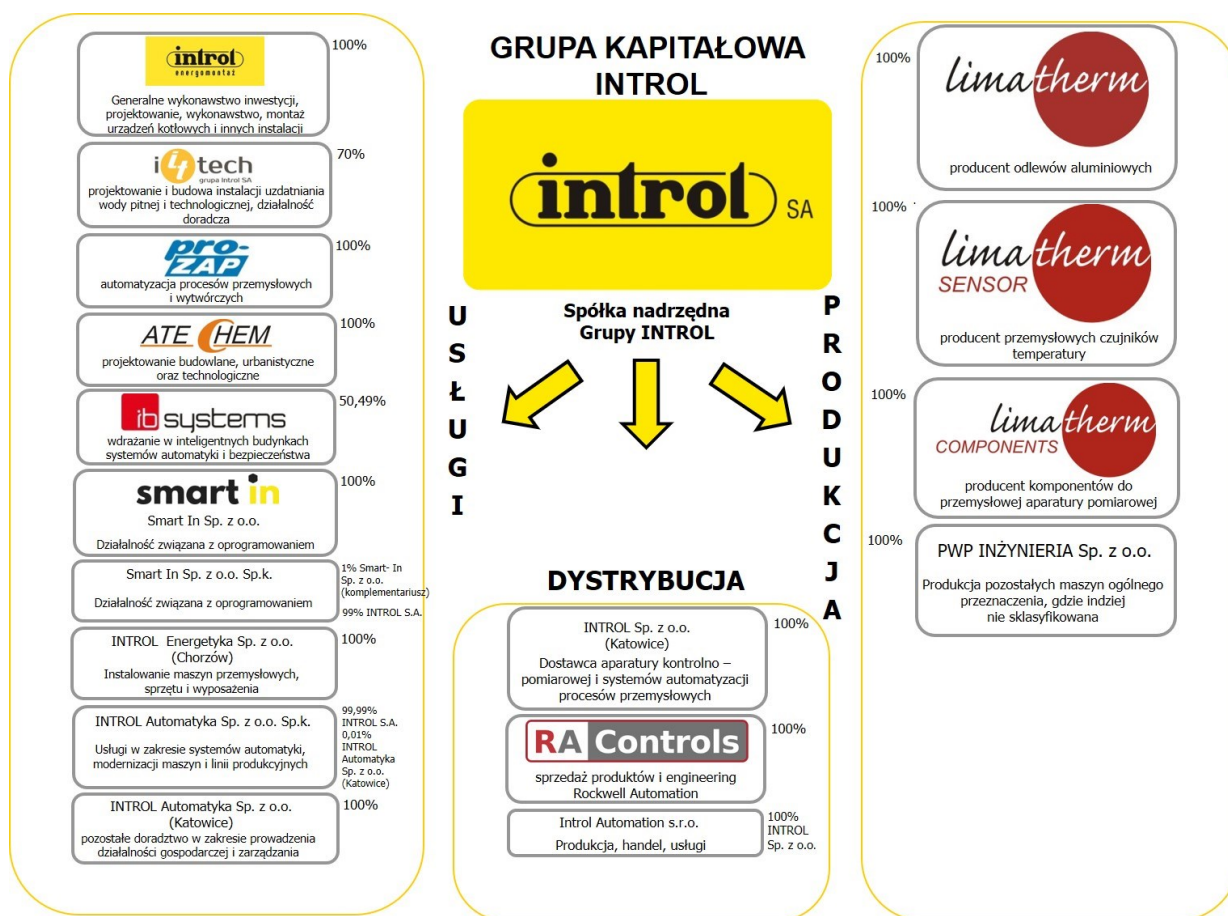 GRUPA KAPITAŁOWA
INTROL
introl SA
Spółka nadrzędna
Grupy INTROL
USŁUGI
introl
energomontaż
100%
Generalne wykonawstwo inwestycji,
projektowanie, wykonawstwo, montaż
urządzeń kotłowych i innych instalacji
i4tech
grupa Introl SA
70%
projektowanie i budowa instalacji uzdatniania
wody pitnej i technologicznej, działalność
doradcza
pro-
ZAP
100%
automatyzacja procesów przemysłowych
i wytwórczych
ATECHEM
100%
projektowanie budowlane, urbanistyczne
oraz technologiczne
ib systems
50,49%
wdrażanie w inteligentnych budynkach
systemów automatyki i bezpieczeństwa
smart in
100%
Smart In Sp. z o.o.
Działalność związana z oprogramowaniem
Smart In Sp. z o.o. Sp.k.
Działalność związana z oprogramowaniem
1% Smart- In
Sp. z o.o.
(komplementariusz)
99% INTROL S.A.
INTROL Energetyka Sp. z o.o.
(Chorzów)
Instalowanie maszyn przemysłowych,
sprzętu i wyposażenia
100%
INTROL Automatyka Sp. z o.o. Sp.k.
Usługi w zakresie systemów automatyki,
modernizacji maszyn i linii produkcyjnych
99,99%
INTROL S.A.
0,01%
INTROL
Automatyka
Sp. z o.o.
(Katowice)
INTROL Automatyka Sp. z o.o.
(Katowice)
pozostałe doradztwo w zakresie prowadzenia
działalności gospodarczej i zarządzania
100%
DYSTRYBUCJA
INTROL Sp. z o.o.
(Katowice)
Dostawca aparatury kontrolno –
pomiarowej i systemów automatyzacji
procesów przemysłowych
100%
RA Controls
100%
sprzedaż produktów i engineering
Rockwell Automation
Introl Automation s.r.o.
Produkcja, handel, usługi
100%
INTROL
Sp. z o.o.
PRODUKCJA
100%
limatherm
producent odlewów aluminiowych
100%
limatherm
SENSOR
producent przemysłowych czujników
temperatury
100%
limatherm
COMPONENTS
producent komponentów do
przemysłowej aparatury pomiarowej
100%
PWP INŻYNIERIA Sp. z o.o.
Produkcja pozostałych maszyn ogólnego
przeznaczenia, gdzie indziej
nie sklasyfikowana